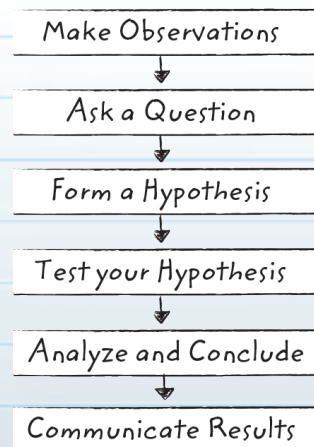 Make Observations
Ask a Question
Form a Hypothesis
Test your Hypothesis
Analyze and Conclude
Communicate Results